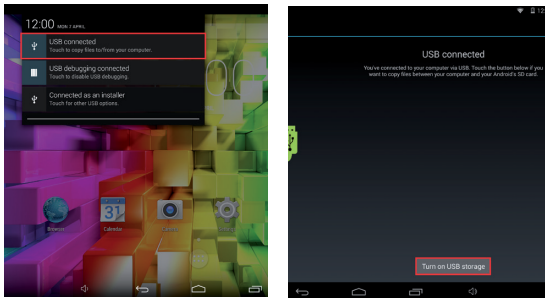 12:00 MON 7 APRIL
USB connected
Touch to copy files to/from your computer.
USB debugging connected
Touch to disable USB debugging.
Connected as an installer
Touch for other USB options.
31
Browser
Calendar
Camera
12
USB connected
You've connected to your computer via USB. Touch the button below if you
want to copy files between your computer and your Android's SD card.
Turn on USB storage